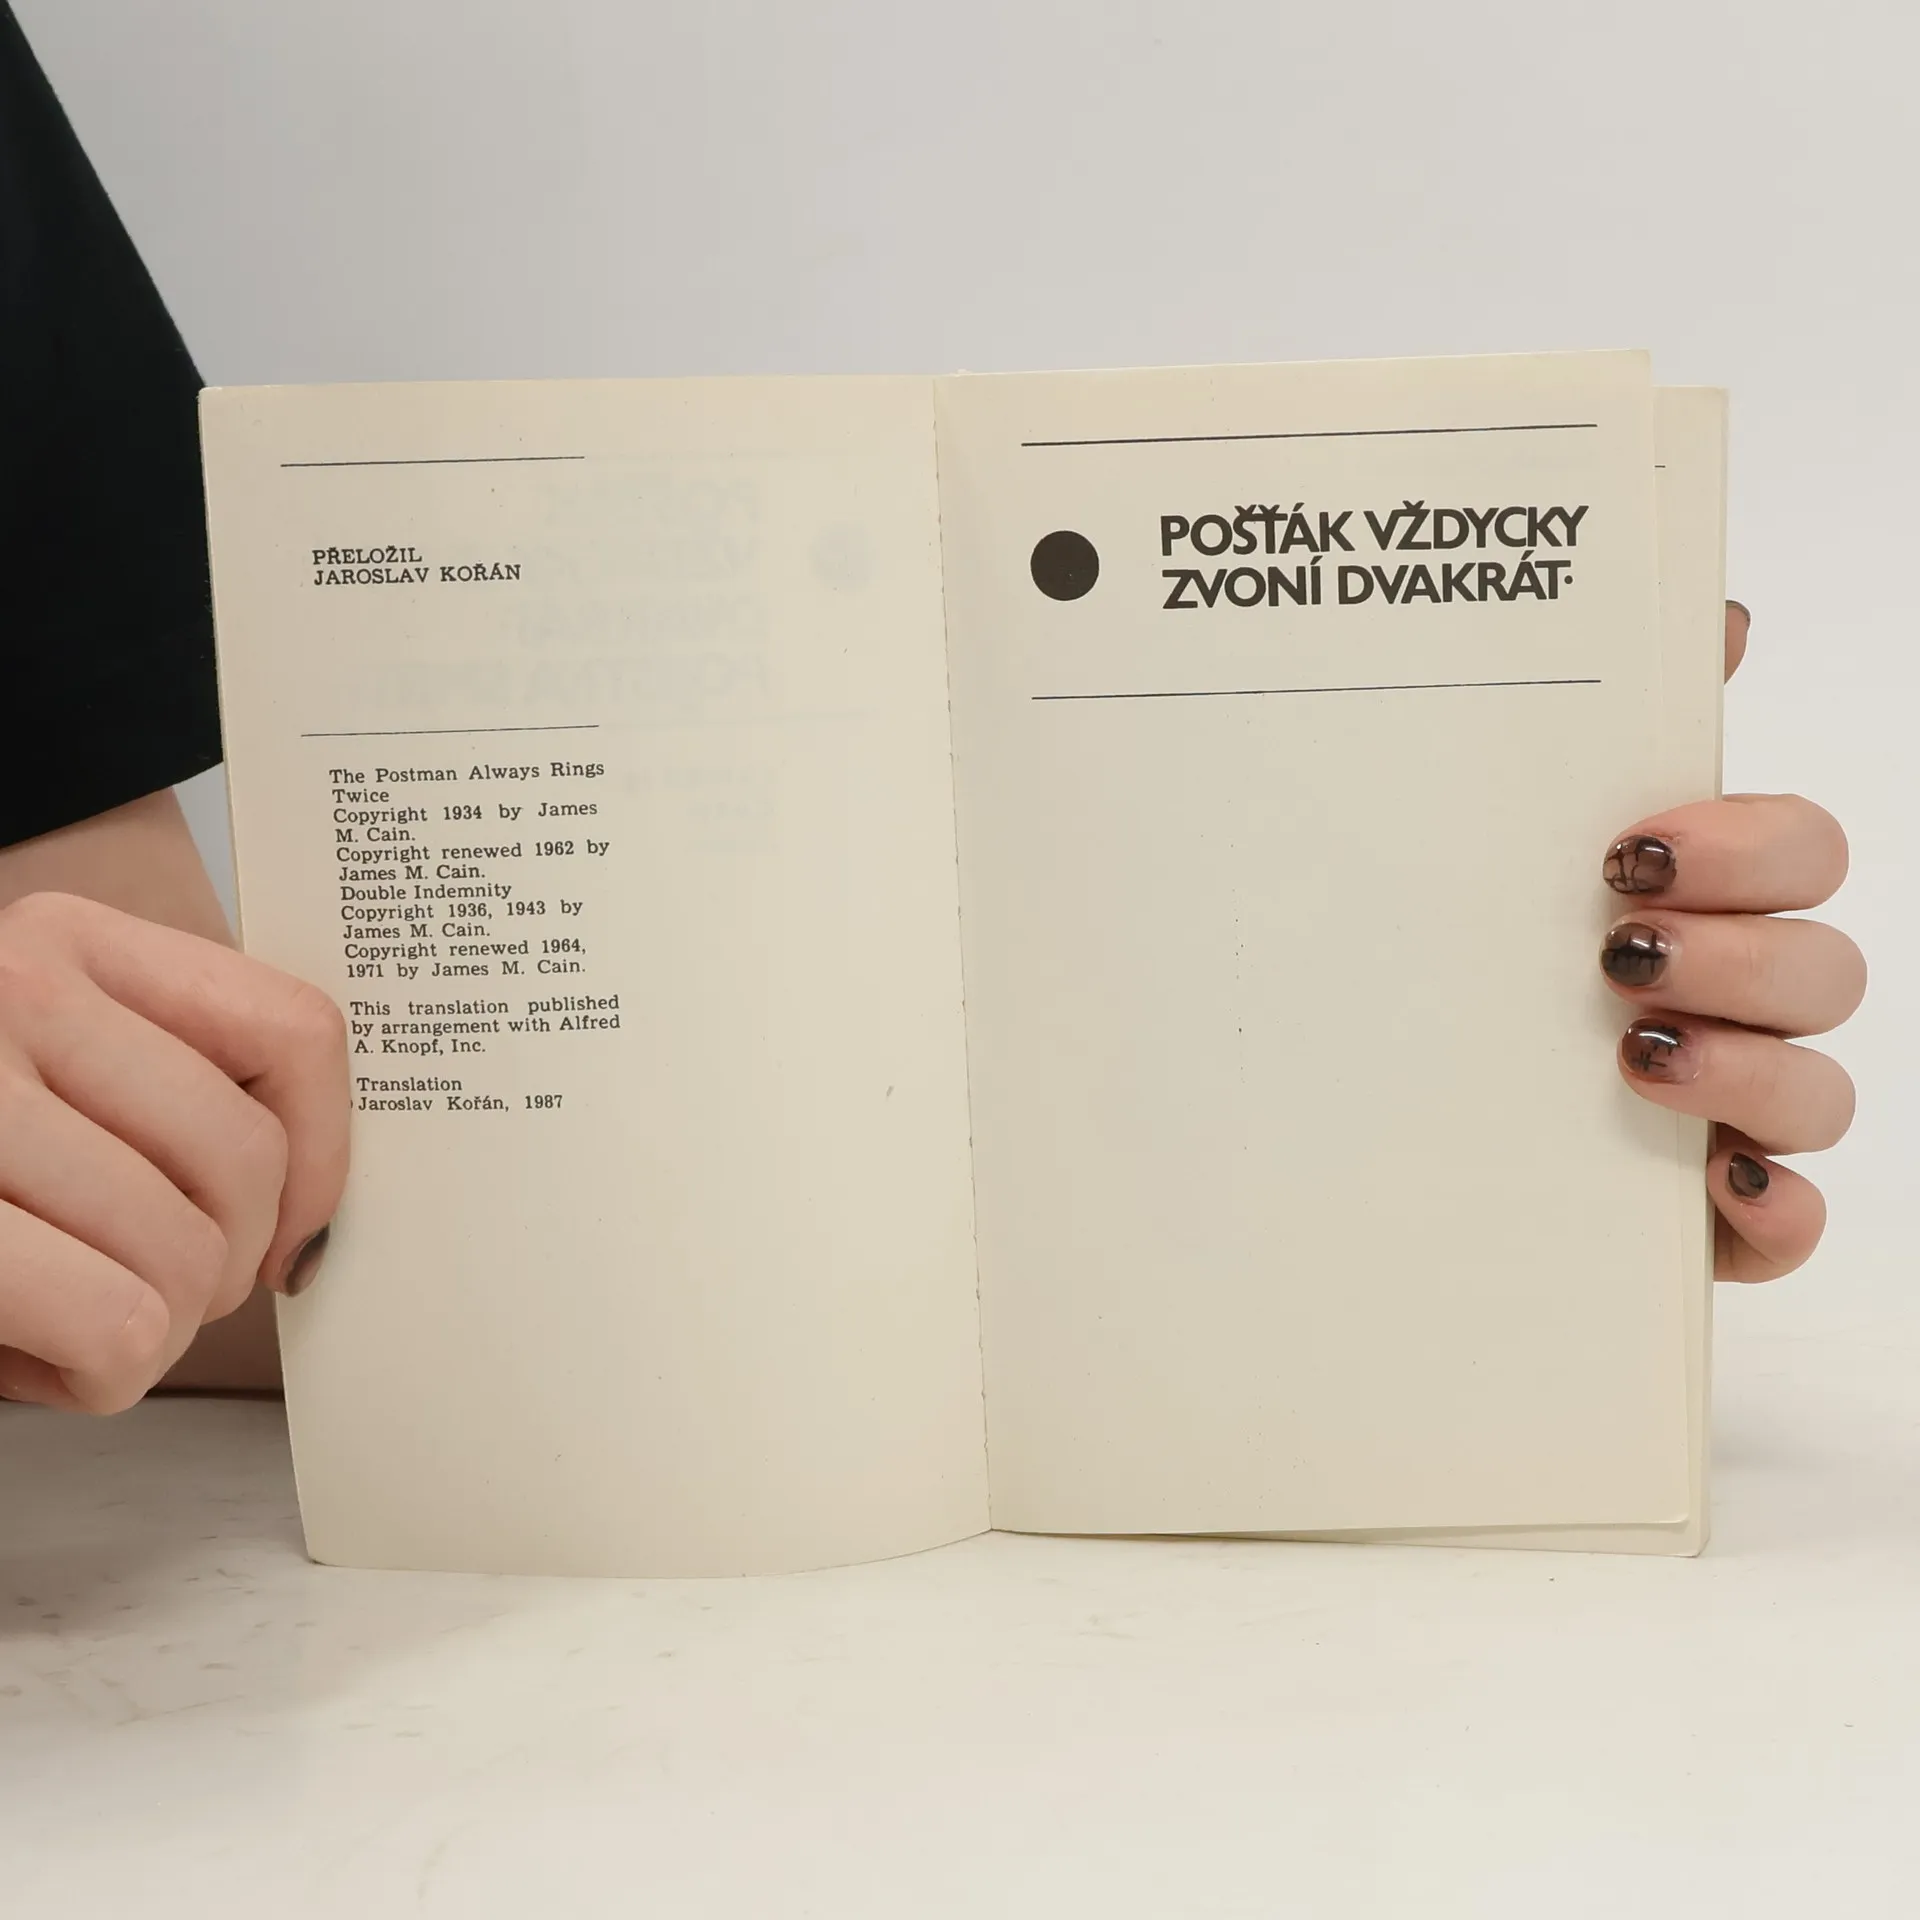 PŘELOŽIL
JAROSLAV KOŘÁN
The Postman Always Rings
Twice
Copyright 1934 by James
M. Cain.
Copyright renewed 1962 by
James M. Cain.
Double Indemnity
Copyright 1936, 1943 by
James M. Cain.
Copyright renewed 1964,
1971 by James M. Cain.
This translation published
by arrangement with Alfred
A. Knopf, Inc.
Translation
Jaroslav Kořán, 1987
POŠŤÁK VŽDYCKY
ZVONÍ DVAKRÁT·